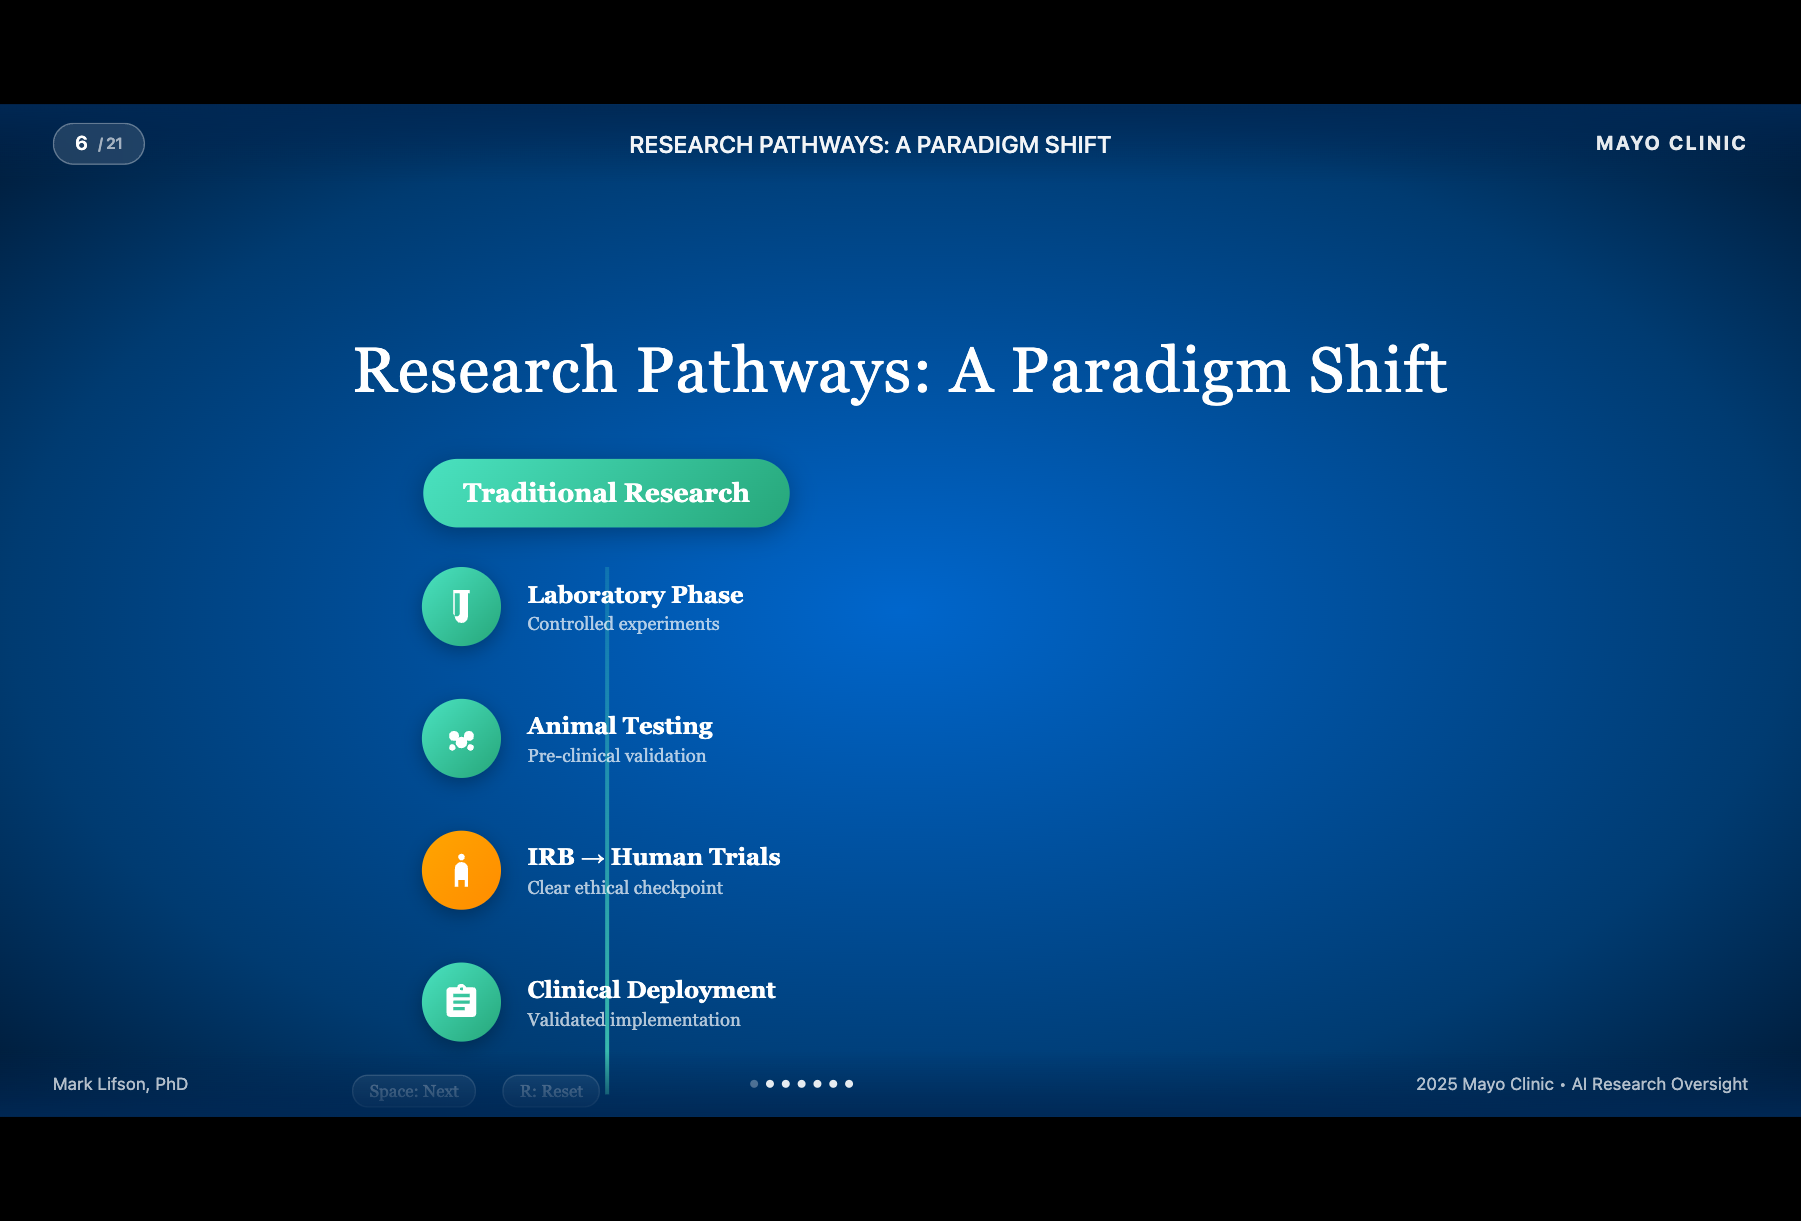 6 / 21
RESEARCH PATHWAYS: A PARADIGM SHIFT
MAYO CLINIC
Research Pathways: A Paradigm Shift
Traditional Research
Laboratory Phase
Controlled experiments
Animal Testing
Pre-clinical validation
IRB → Human Trials
Clear ethical checkpoint
Clinical Deployment
Validated implementation
Mark Lifson, PhD
Space: Next
R: Reset
2025 Mayo Clinic • AI Research Oversight